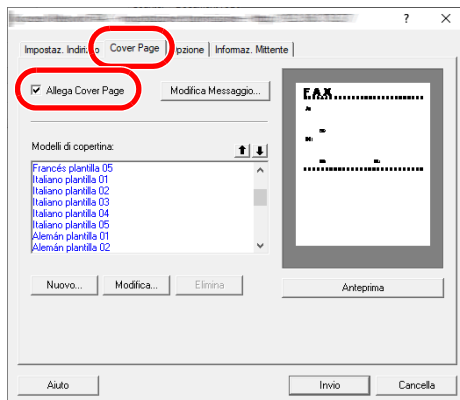 ?
Impostaz. Indiri o Cover Page pzione Informaz. Mittente
Allega Cover Page
Modifica Messaggio...
FAX
Modelli di copertina:
Francés plantilla 05
Italiano plantilla 01
Italiano plantilla 02
Italiano plantilla 03
Italiano plantilla 04
Italiano plantilla 05
Alemán plantilla 01
Alemán plantilla 02
Nuovo... Modifica... Elimina
Anteprima
Aiuto Invio Cancella